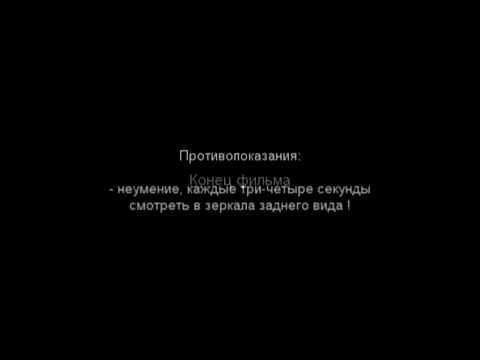 Противопоказания:
Конец фильма
- неумение, каждые три-четыре секунды
смотреть в зеркала заднего вида !